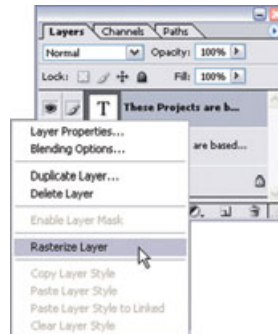 Layers Channels Paths
Normal Opacity: 100%
Lock: Fill: 100%
T These Projects are b...
are based...
Layer Properties...
Blending Options...
Duplicate Layer...
Delete Layer
Enable Layer Mask
Rasterize Layer
Copy Layer Style
Paste Layer Style
Paste Layer Style to Linked
Clear Layer Style